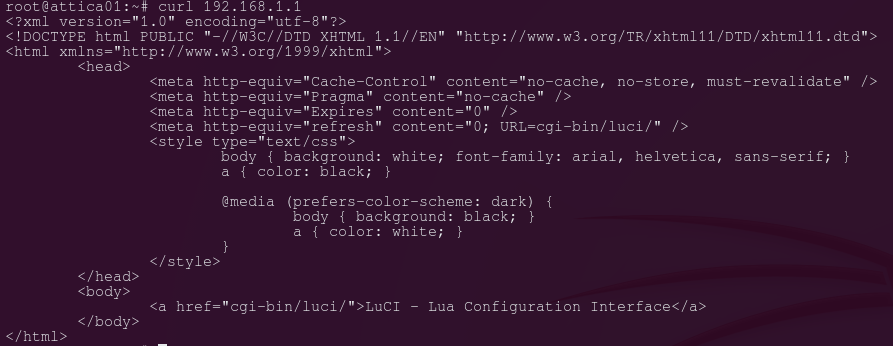 root@attica01:~# curl 192.168.1.1
<?xml version="1.0" encoding="utf-8"?>
<!DOCTYPE html PUBLIC "-//W3C//DTD XHTML 1.1//EN" "http://www.w3.org/TR/xhtml11/DTD/xhtml11.dtd">
<html xmlns="http://www.w3.org/1999/xhtml">
        <head>
                <meta http-equiv="Cache-Control" content="no-cache, no-store, must-revalidate" />
                <meta http-equiv="Pragma" content="no-cache" />
                <meta http-equiv="Expires" content="0" />
                <meta http-equiv="refresh" content="0; URL=cgi-bin/luci/" />
                <style type="text/css">
                        body { background: white; font-family: arial, helvetica, sans-serif; }
                        a { color: black; }

                        @media (prefers-color-scheme: dark) {
                                body { background: black; }
                                a { color: white; }
                        }
                </style>
        </head>
        <body>
                <a href="cgi-bin/luci/">LuCI - Lua Configuration Interface</a>
        </body>
</html>